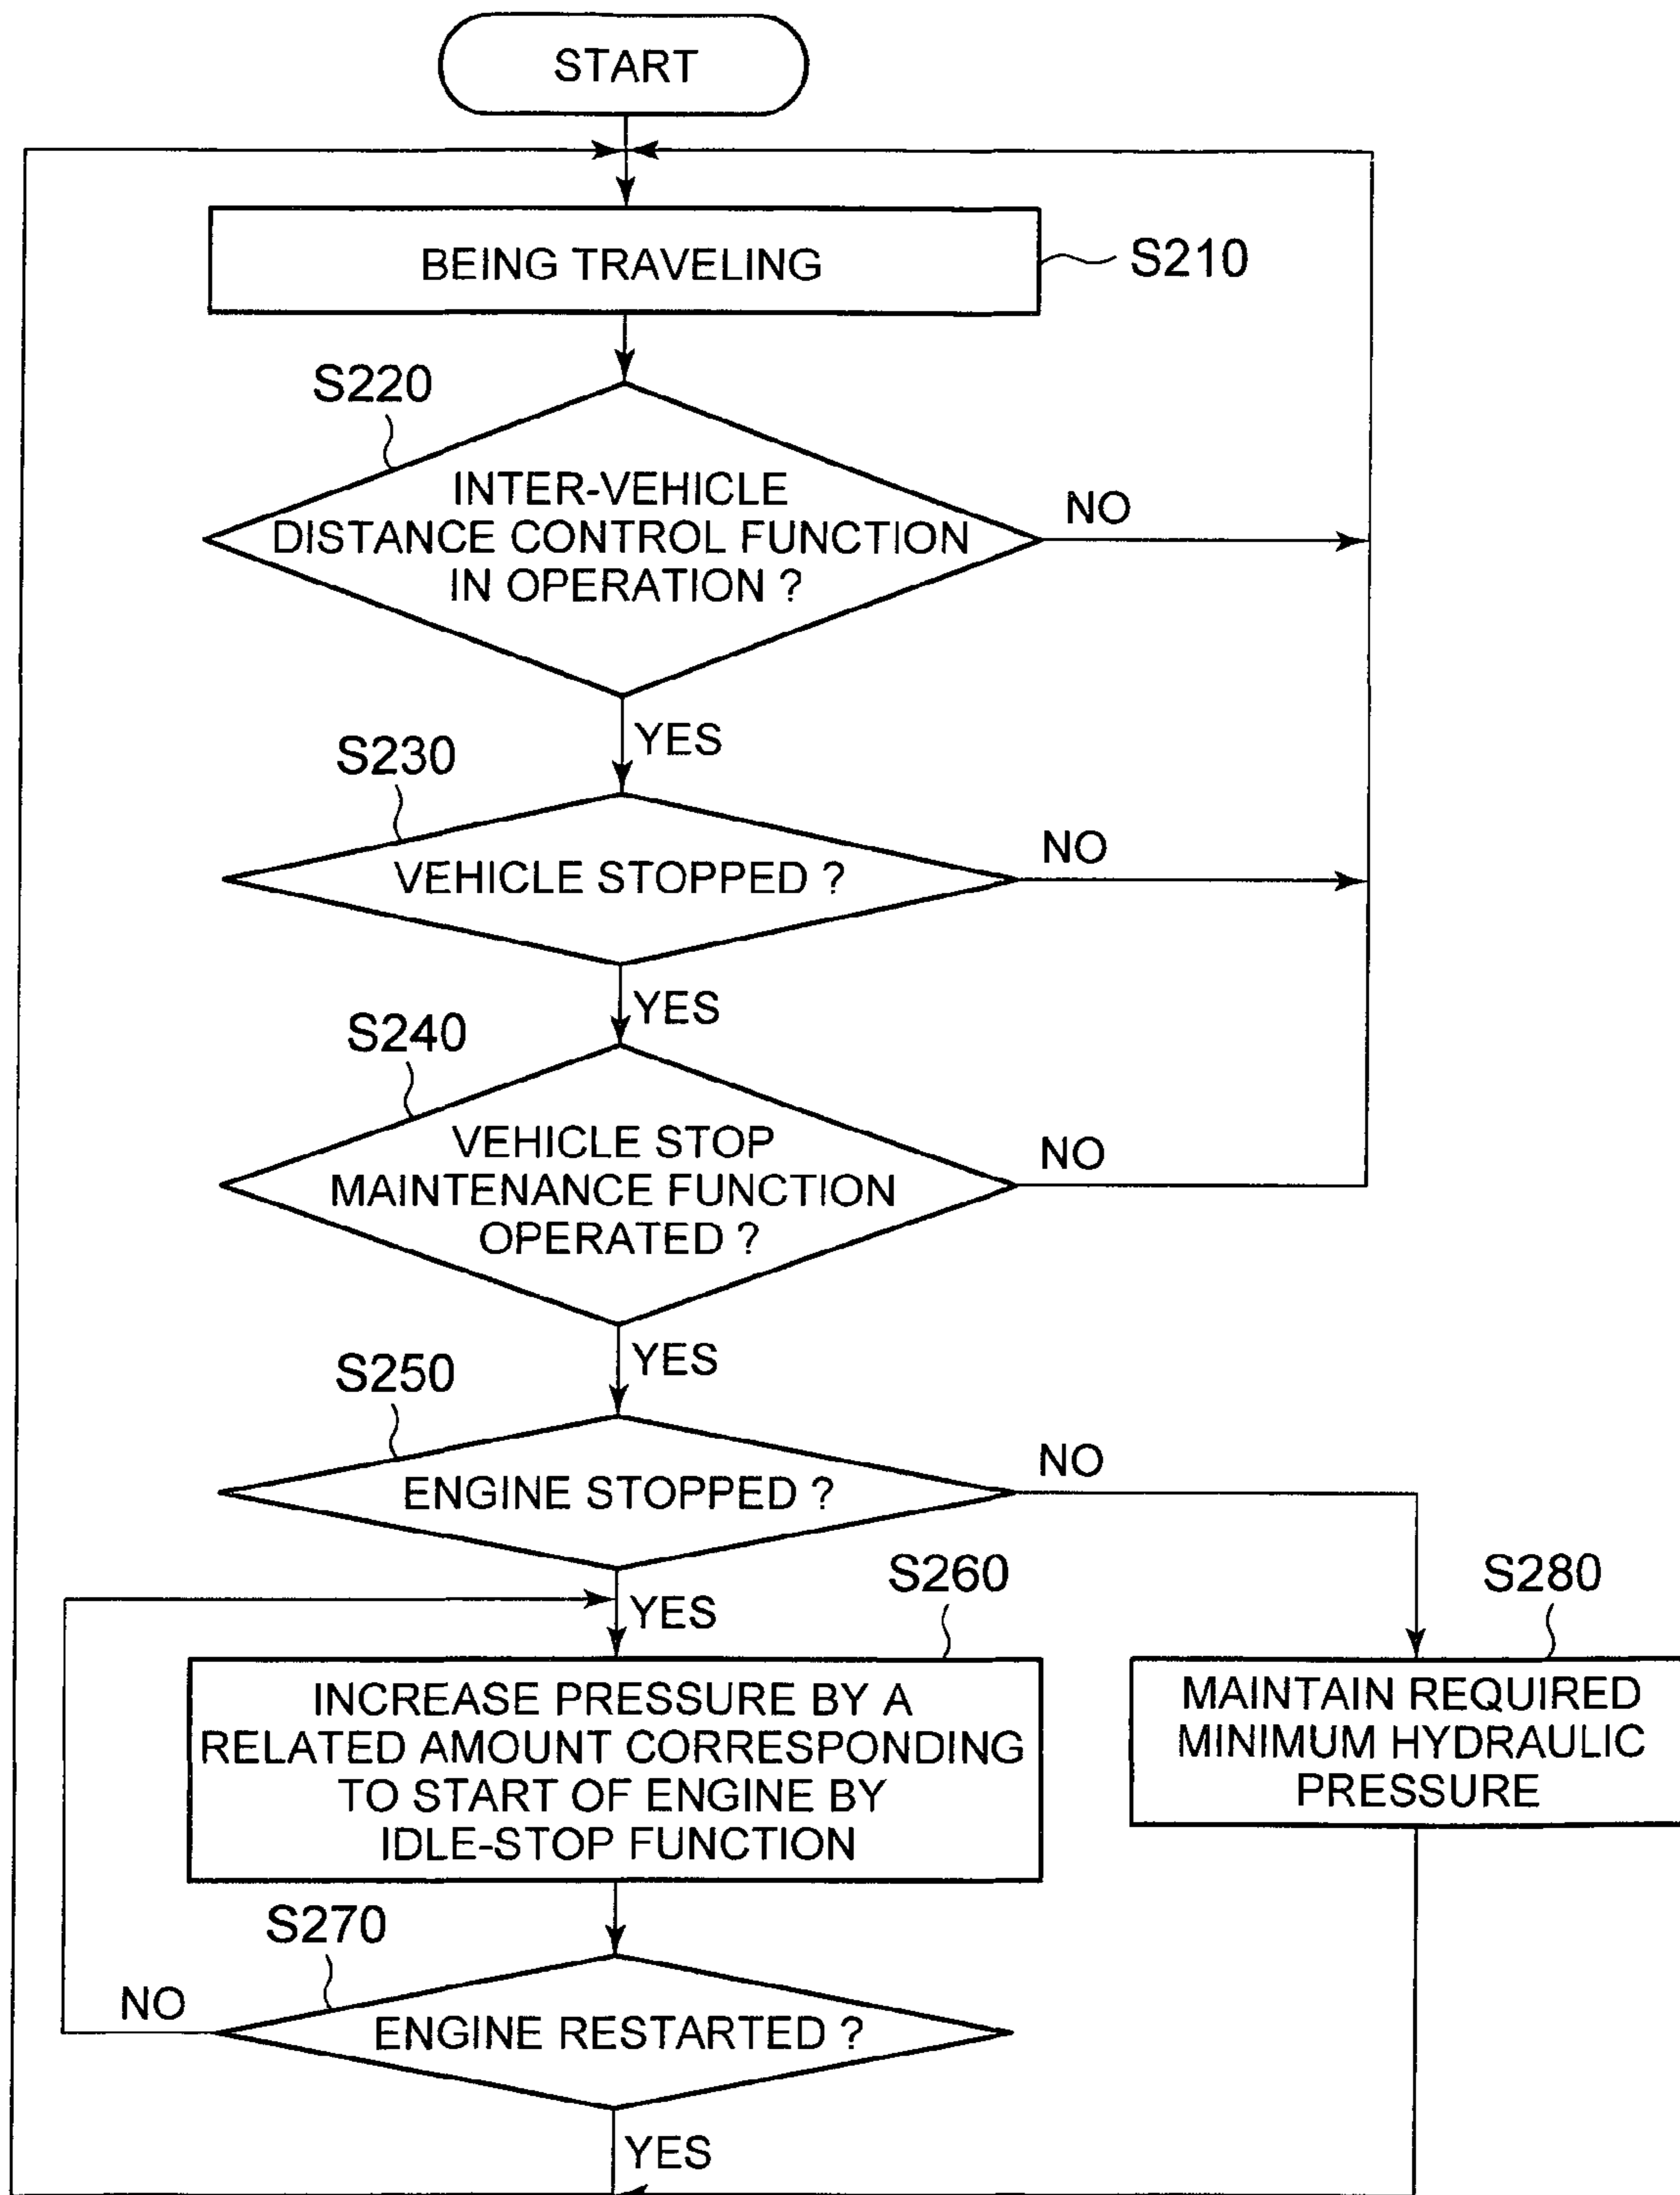 START
BEING TRAVELING
S210
S220
INTER-VEHICLE
DISTANCE CONTROL FUNCTION
IN OPERATION ?
NO
YES
S230
VEHICLE STOPPED ?
NO
YES
S240
VEHICLE STOP
MAINTENANCE FUNCTION
OPERATED ?
NO
YES
S250
ENGINE STOPPED ?
NO
YES
S260
INCREASE PRESSURE BY A
RELATED AMOUNT CORRESPONDING
TO START OF ENGINE BY
IDLE-STOP FUNCTION
S280
MAINTAIN REQUIRED
MINIMUM HYDRAULIC
PRESSURE
S270
ENGINE RESTARTED ?
NO
YES